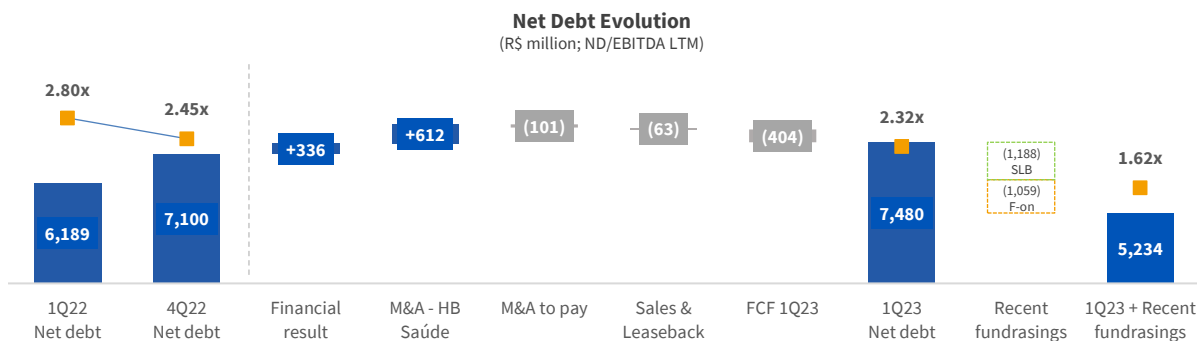 Net Debt Evolution
(R$ million; ND/EBITDA LTM)
2.80x
2.45x
2.32x
1.62x
6,189
7,100
+336
+612
(101)
(63)
(404)
7,480
(1,188)
SLB
(1,059)
F-on
5,234
1Q22
Net debt
4Q22
Net debt
Financial
result
M&A - HB
Saúde
M&A to pay
Sales &
Leaseback
FCF 1Q23
1Q23
Net debt
Recent
fundrasings
1Q23 + Recent
fundrasings